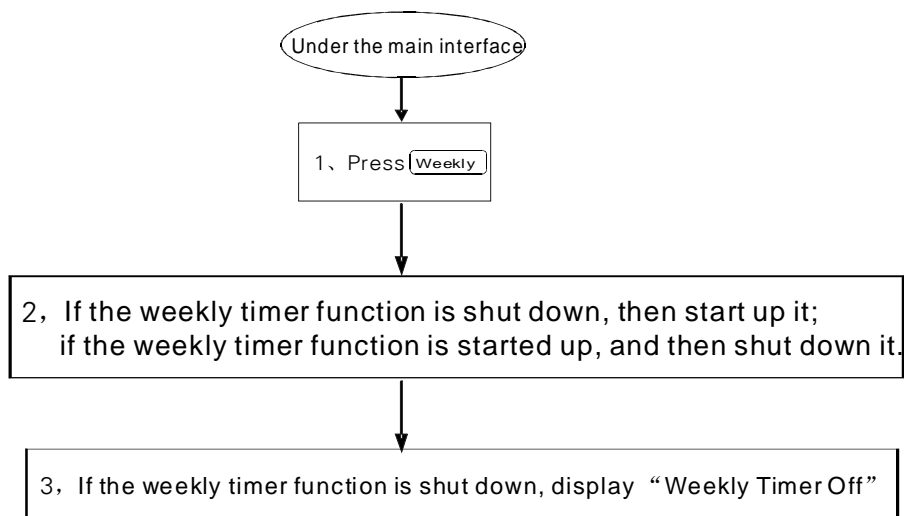 Under the main interface
1、Press Weekly
2，If the weekly timer function is shut down, then start up it;
if the weekly timer function is started up, and then shut down it.
3，If the weekly timer function is shut down, display “Weekly Timer Off”